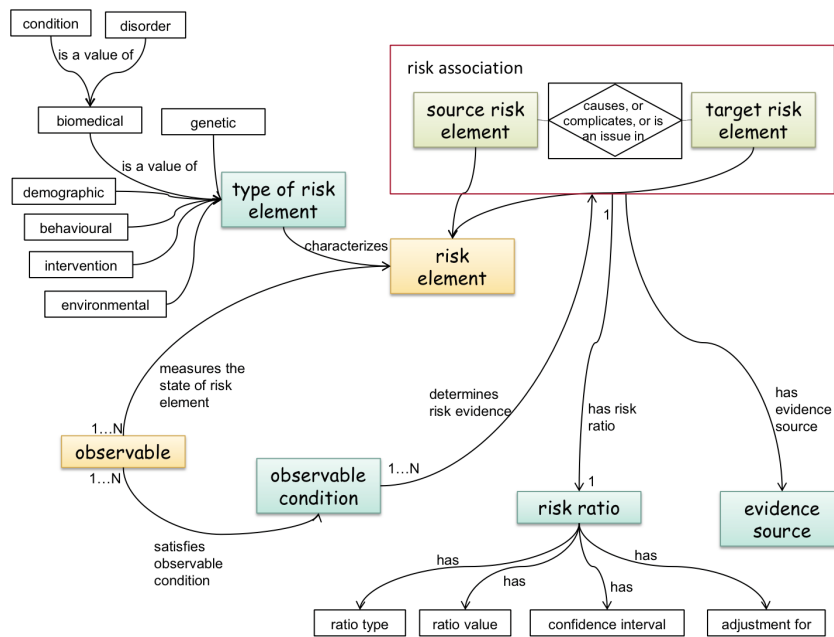 condition
disorder
is a value of
biomedical
genetic
is a value of
demographic
behavioural
intervention
environmental
type of risk
element
characterizes
risk association
source risk
element
causes, or
complicates, or is
an issue in
target risk
element
risk
element
1
measures the
state of risk
element
1...N
observable
1...N
satisfies
observable
condition
observable
condition
1...N
determines
risk evidence
has risk
ratio
1
risk ratio
has
evidence
source
evidence
source
has
has
has
has
ratio type
ratio value
confidence interval
adjustment for